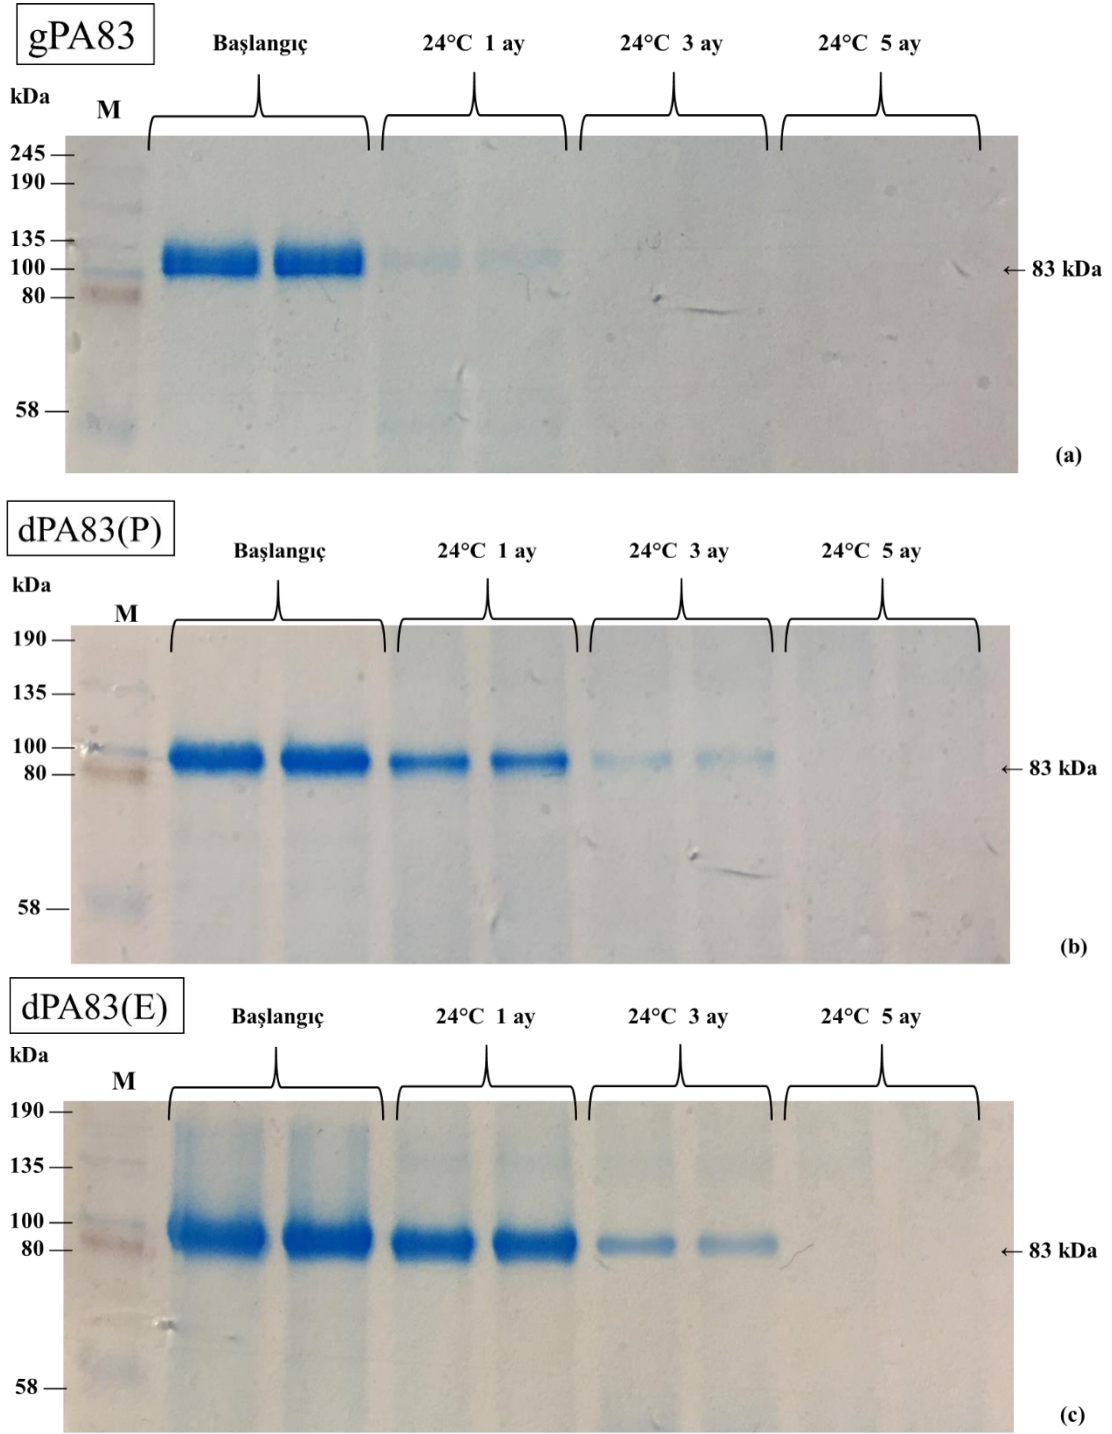 gPA83
Başlangıç 24°C 1 ay 24°C 3 ay 24°C 5 ay
kDa
M
245
190
135
100
80
58
← 83 kDa
(a)
dPA83(P)
Başlangıç 24°C 1 ay 24°C 3 ay 24°C 5 ay
kDa
M
190
135
100
80
58
← 83 kDa
(b)
dPA83(E)
Başlangıç 24°C 1 ay 24°C 3 ay 24°C 5 ay
kDa
M
190
135
100
80
58
← 83 kDa
(c)